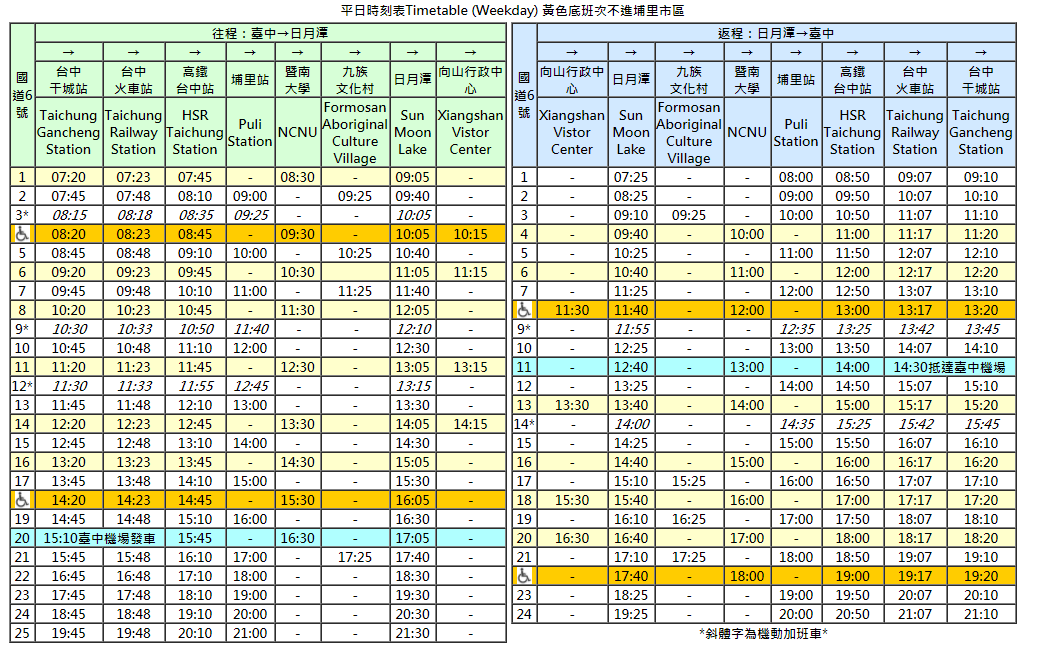 平日時刻表Timetable (Weekday) 黃色底班次不進埔里市區
國道6號 往程：臺中→日月潭
→ → → → → → → →
台中干城站 台中火車站 高鐵台中站 埔里站 暨南大學 九族文化村 日月潭 向山行政中心
Taichung Gancheng Station Taichung Railway Station HSR Taichung Station Puli Station NCNU Formosan Aboriginal Culture Village Sun Moon Lake Xiangshan Vistor Center
1 07:20 07:23 07:45 - 08:30 - 09:05 -
2 07:45 07:48 08:10 09:00 - 09:25 09:40 -
3* 08:15 08:18 08:35 09:25 - - 10:05 -
08:20 08:23 08:45 - 09:30 - 10:05 10:15
5 08:45 08:48 09:10 10:00 - 10:25 10:40 -
6 09:20 09:23 09:45 - 10:30 - 11:05 11:15
7 09:45 09:48 10:10 11:00 - 11:25 11:40 -
8 10:20 10:23 10:45 - 11:30 - 12:05 -
9* 10:30 10:33 10:50 11:40 - - 12:10 -
10 10:45 10:48 11:10 12:00 - - 12:30 -
11 11:20 11:23 11:45 - 12:30 - 13:05 13:15
12* 11:30 11:33 11:55 12:45 - - 13:15 -
13 11:45 11:48 12:10 13:00 - - 13:30 -
14 12:20 12:23 12:45 - 13:30 - 14:05 14:15
15 12:45 12:48 13:10 14:00 - - 14:30 -
16 13:20 13:23 13:45 - 14:30 - 15:05 -
17 13:45 13:48 14:10 15:00 - - 15:30 -
14:20 14:23 14:45 - 15:30 - 16:05 -
19 14:45 14:48 15:10 16:00 - - 16:30 -
20 15:10臺中機場發車 15:45 - 16:30 - 17:05 -
21 15:45 15:48 16:10 17:00 - 17:25 17:40 -
22 16:45 16:48 17:10 18:00 - - 18:30 -
23 17:45 17:48 18:10 19:00 - - 19:30 -
24 18:45 18:48 19:10 20:00 - - 20:30 -
25 19:45 19:48 20:10 21:00 - - 21:30 -
國道6號 返程：日月潭→臺中
→ → → → → → → →
向山行政中心 日月潭 九族文化村 暨南大學 埔里站 高鐵台中站 台中火車站 台中干城站
Xiangshan Vistor Center Sun Moon Lake Formosan Aboriginal Culture Village NCNU Puli Station HSR Taichung Station Taichung Railway Station Taichung Gancheng Station
1 - 07:25 - - 08:00 08:50 09:07 09:10
2 - 08:25 - - 09:00 09:50 10:07 10:10
3 - 09:10 09:25 - 10:00 10:50 11:07 11:10
4 - 09:40 - 10:00 - 11:00 11:17 11:20
5 - 10:25 - - 11:00 11:50 12:07 12:10
6 - 10:40 - 11:00 - 12:00 12:17 12:20
7 - 11:25 - - 12:00 12:50 13:07 13:10
11:30 11:40 - 12:00 - 13:00 13:17 13:20
9* - 11:55 - - 12:35 13:25 13:42 13:45
10 - 12:25 - - 13:00 13:50 14:07 14:10
11 - 12:40 - 13:00 - 14:00 14:30抵達臺中機場
12 - 13:25 - - 14:00 14:50 15:07 15:10
13 13:30 13:40 - 14:00 - 15:00 15:17 15:20
14* - 14:00 - - 14:35 15:25 15:42 15:45
15 - 14:25 - - 15:00 15:50 16:07 16:10
16 - 14:40 - 15:00 - 16:00 16:17 16:20
17 - 15:10 15:25 - 16:00 16:50 17:07 17:10
18 15:30 15:40 - 16:00 - 17:00 17:17 17:20
19 - 16:10 16:25 - 17:00 17:50 18:07 18:10
20 16:30 16:40 - 17:00 - 18:00 18:17 18:20
21 - 17:10 17:25 - 18:00 18:50 19:07 19:10
- 17:40 - 18:00 - 19:00 19:17 19:20
23 - 18:25 - - 19:00 19:50 20:07 20:10
24 - 19:25 - - 20:00 20:50 21:07 21:10
*斜體字為機動加班車*